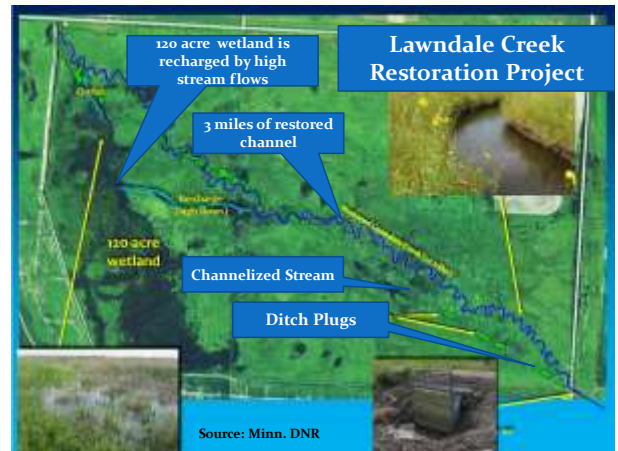 120 acre wetland is
recharged by high
stream flows
Lawndale Creek
Restoration Project
3 miles of restored
channel
120 acre
wetland
Channelized Stream
Ditch Plugs
Source: Minn. DNR